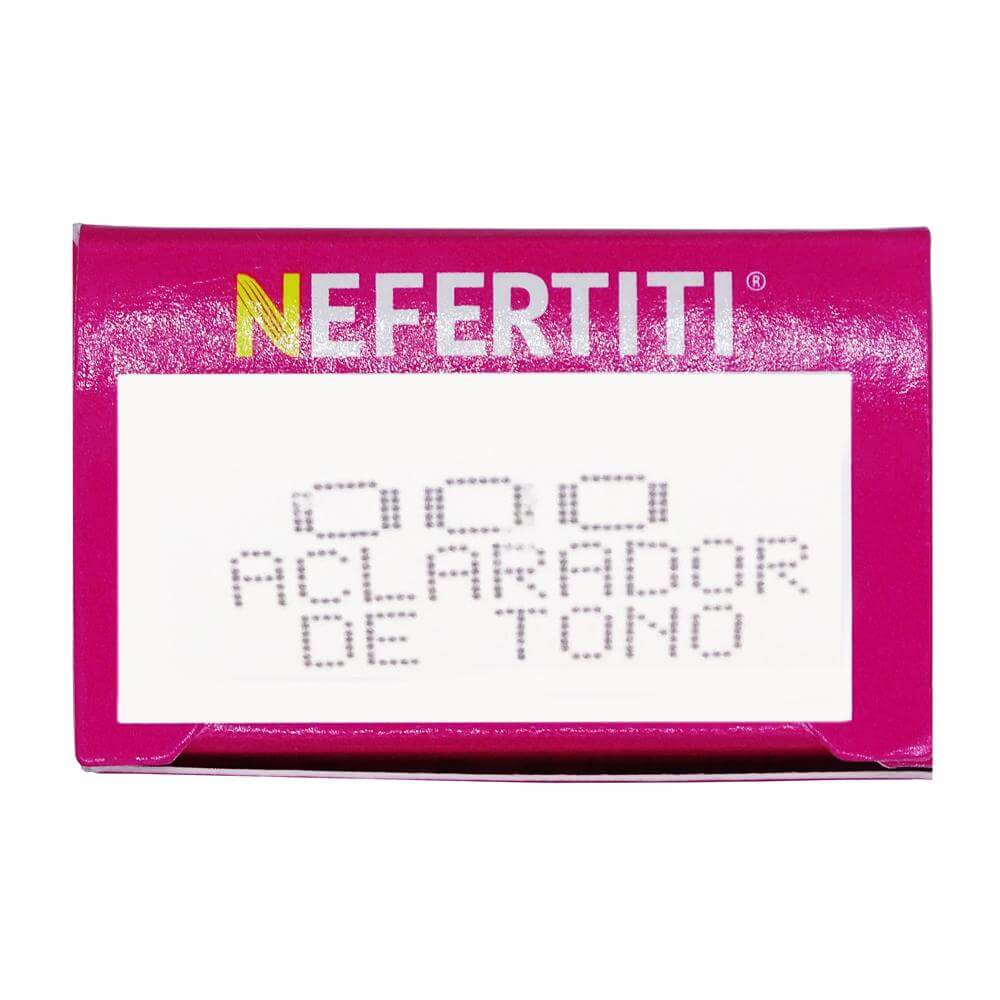 NEFERTITI®
000
ACLARADOR
DE TONO